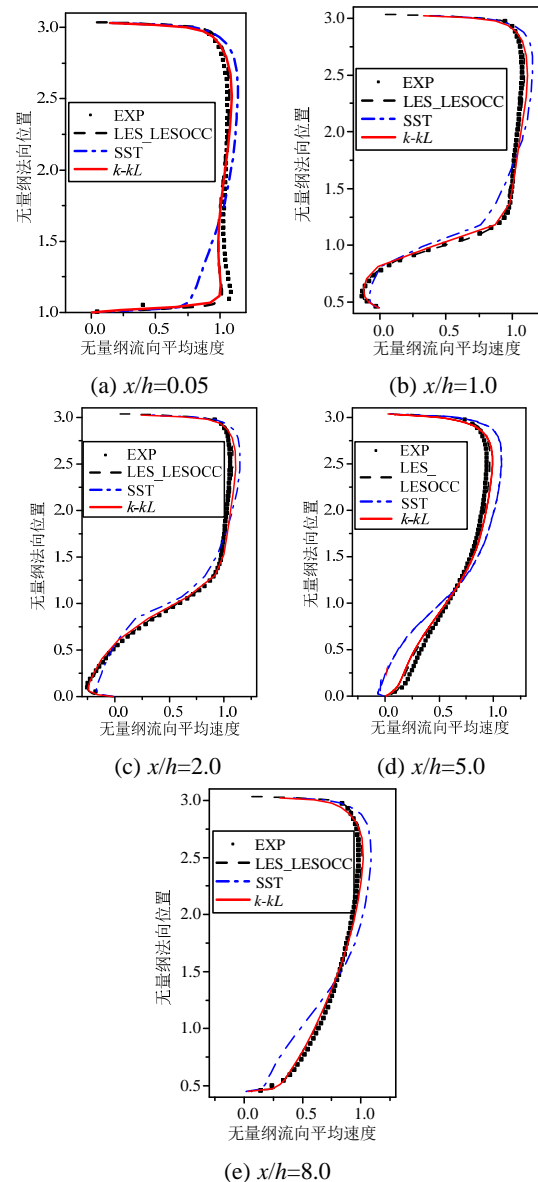 3.0
2.5
2.0
1.5
1.0
0.0 0.5 1.0
无量纲法向位置
无量纲流向平均速度
EXP
LES_LESOCC
SST
k-kL
(a) x/h=0.05
3.0
2.5
2.0
1.5
1.0
0.5
0.0 0.5 1.0
无量纲法向位置
无量纲流向平均速度
EXP
LES_LESOCC
SST
k-kL
(b) x/h=1.0
3.0
2.5
2.0
1.5
1.0
0.5
0.0
0.0 0.5 1.0
无量纲法向位置
无量纲流向平均速度
EXP
LES_LESOCC
SST
k-kL
(c) x/h=2.0
3.0
2.5
2.0
1.5
1.0
0.5
0.0
0.0 0.5 1.0
无量纲法向位置
无量纲流向平均速度
EXP
LES_
LESOCC
SST
k-kL
(d) x/h=5.0
3.0
2.5
2.0
1.5
1.0
0.5
0.0 0.5 1.0
无量纲法向位置
无量纲流向平均速度
EXP
LES_LESOCC
SST
k-kL
(e) x/h=8.0